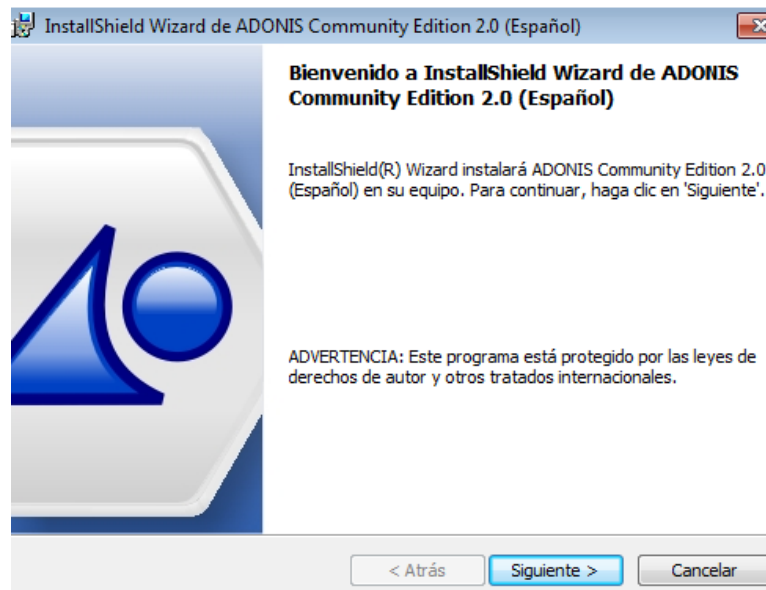 InstallShield Wizard de ADONIS Community Edition 2.0 (Español)
Bienvenido a InstallShield Wizard de ADONIS
Community Edition 2.0 (Español)
InstallShield(R) Wizard instalará ADONIS Community Edition 2.0
(Español) en su equipo. Para continuar, haga clic en 'Siguiente'.
ADVERTENCIA: Este programa está protegido por las leyes de
derechos de autor y otros tratados internacionales.
< Atrás
Siguiente >
Cancelar